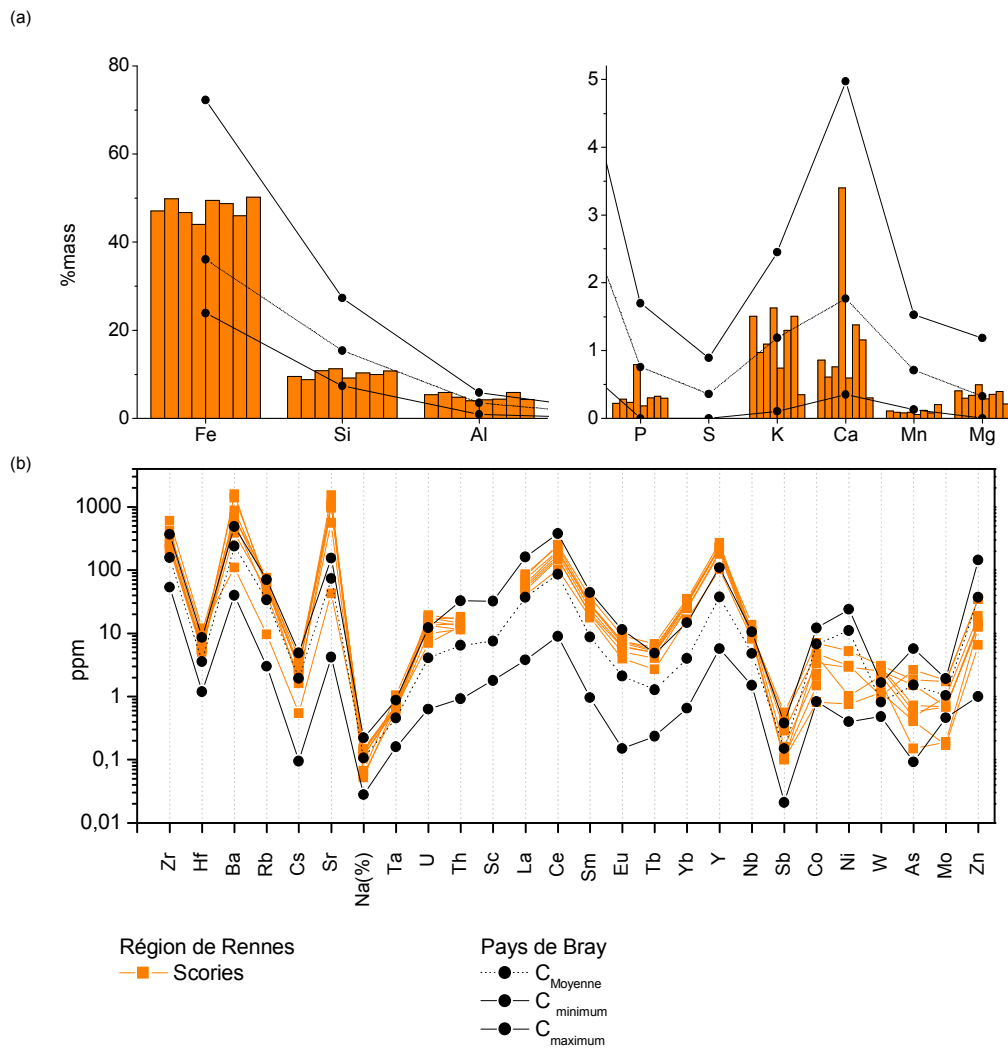 (a)
80
60
40
20
0
%mass
Fe
Si
Al
5
4
3
2
1
0
P
S
K
Ca
Mn
Mg
(b)
1000
100
10
1
0,1
0,01
ppm
Zr
Hf
Ba
Rb
Cs
Sr
Na(%)
Ta
U
Th
Sc
La
Ce
Sm
Eu
Tb
Yb
Y
Nb
Sb
Co
Ni
W
As
Mo
Zn
Région de Rennes
Scories
Pays de Bray
C Moyenne
C minimum
C maximum